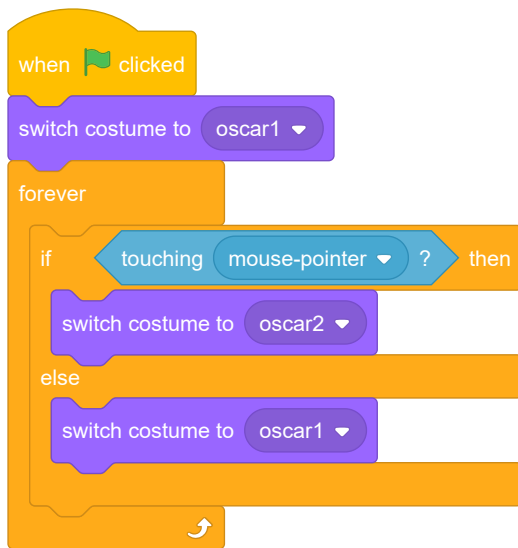 when clicked
switch costume to oscar1
forever
if touching mouse-pointer ? then
switch costume to oscar2
else
switch costume to oscar1